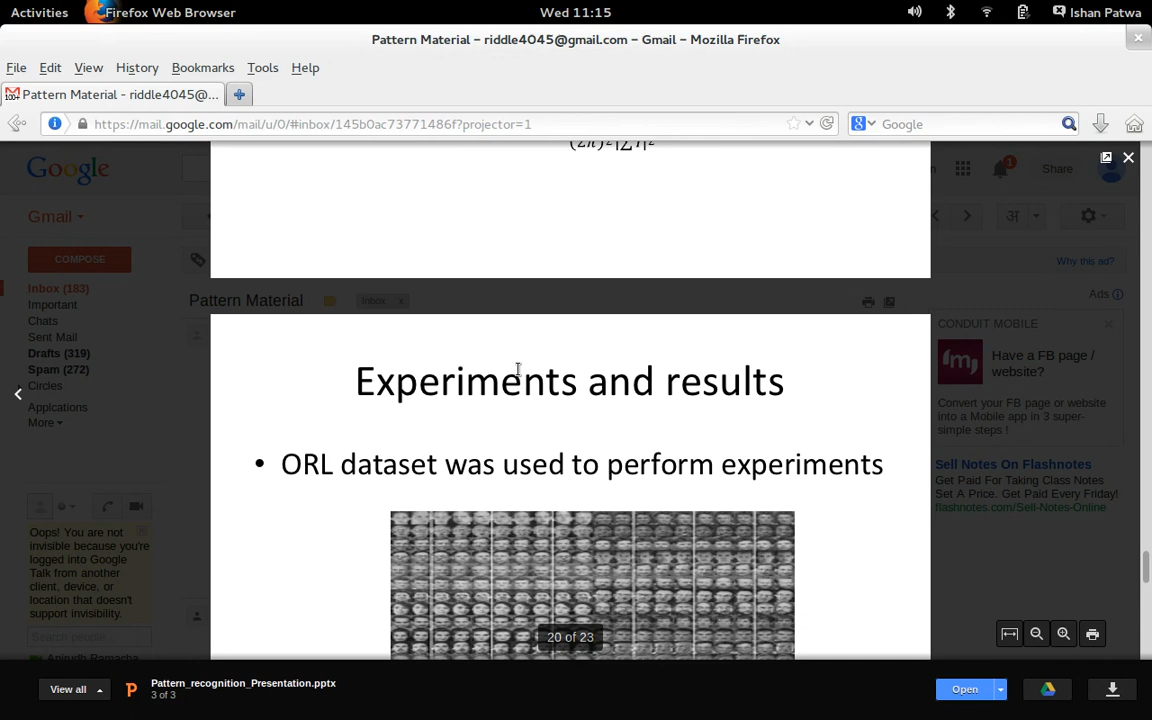 Activities Firefox Web Browser Wed 11:15 Ishan Patwa
Pattern Material – riddle4045@gmail.com – Gmail – Mozilla Firefox
File Edit View History Bookmarks Tools Help
Pattern Material - riddle4045@...
https://mail.google.com/mail/u/0/#inbox/145b0ac73771486f?projector=1 Google
Google Share
Gmail अ
COMPOSE
Why this ad?
Inbox (183)
Important
Chats
Sent Mail
Drafts (319)
Spam (272)
Circles
Applcations
More
Pattern Material Inbox x
Ads
CONDUIT MOBILE
Have a FB page /
website?
Convert your FB page or website
into a Mobile app in 3 super-
simple steps !
Sell Notes On Flashnotes
Get Paid For Taking Class Notes
Set A Price. Get Paid Every Friday!
flashnotes.com/Sell-Notes-Online
Experiments and results
• ORL dataset was used to perform experiments
20 of 23
Oops! You are not
invisible because you're
logged into Google
Talk from another
client, device, or
location that doesn't
support invisibility.
Search people...
Anirudh Ramacha
View all Pattern_recognition_Presentation.pptx
3 of 3
Open